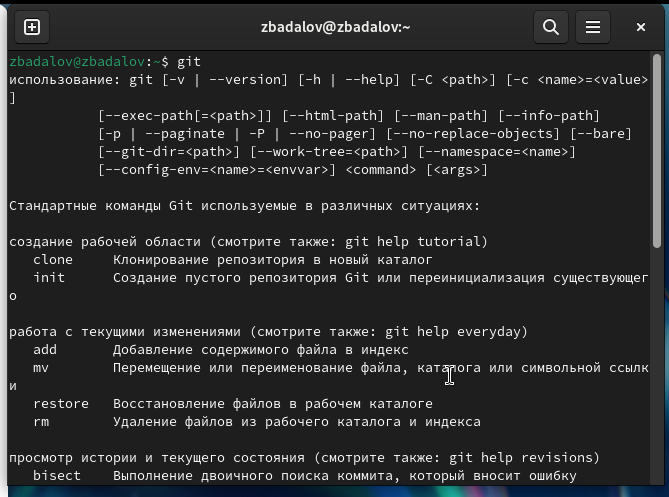 zbadalov@zbadalov:~
zbadalov@zbadalov:~$ git
использование: git [-v | --version] [-h | --help] [-C <path>] [-c <name>=<value>
]
[--exec-path[=<path>]] [--html-path] [--man-path] [--info-path]
[-p | --paginate | -P | --no-pager] [--no-replace-objects] [--bare]
[--git-dir=<path>] [--work-tree=<path>] [--namespace=<name>]
[--config-env=<name>=<envvar>] <command> [<args>]
Стандартные команды Git используемые в различных ситуациях:
создание рабочей области (смотрите также: git help tutorial)
clone Клонирование репозитория в новый каталог
init Создание пустого репозитория Git или переинициализация существующег
о
работа с текущими изменениями (смотрите также: git help everyday)
add Добавление содержимого файла в индекс
mv Перемещение или переименование файла, каталога или символьной ссылк
и
restore Восстановление файлов в рабочем каталоге
rm Удаление файлов из рабочего каталога и индекса
просмотр истории и текущего состояния (смотрите также: git help revisions)
bisect Выполнение двоичного поиска коммита, который вносит ошибку